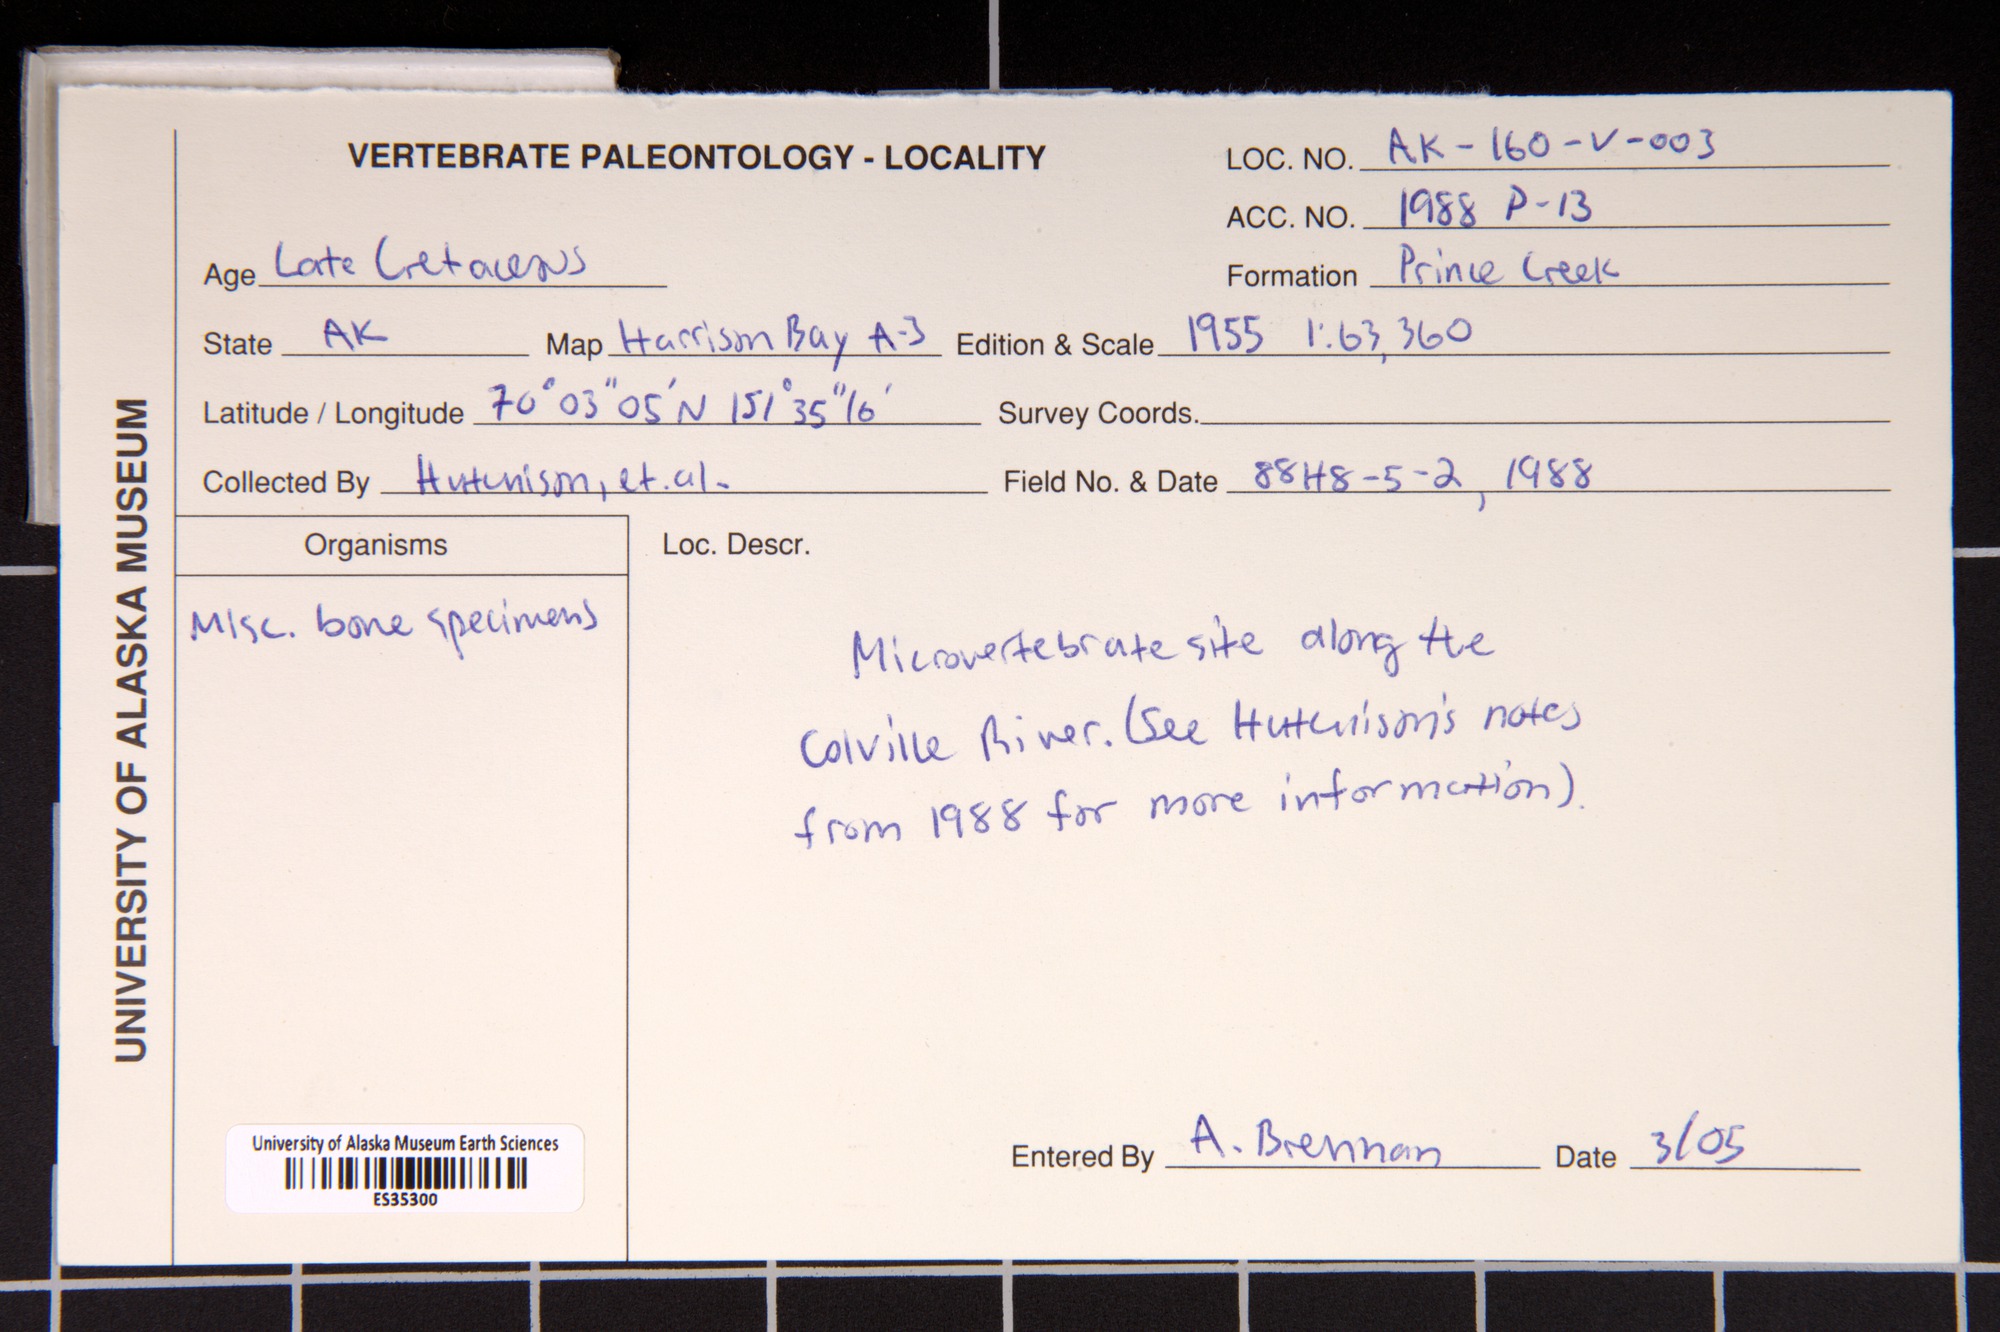 UNIVERSITY OF ALASKA MUSEUM
VERTEBRATE PALEONTOLOGY - LOCALITY
LOC. NO. AK-160-V-003
ACC. NO. 1988 P-13
Age Late Cretaceous
Formation Prince Creek
State AK Map Harrison Bay A-3 Edition & Scale 1955 1:63,360
Latitude / Longitude 70°03"05'N 151°35"16' Survey Coords.
Collected By Hutchison, et. al. Field No. & Date 88H8-5-2, 1988
Organisms
Loc. Descr.
Misc. bone specimens
Microvertebrate site along the
Colville River. (See Hutchison's notes
from 1988 for more information).
Entered By A. Brennan Date 3/05
University of Alaska Museum Earth Sciences
ES35300